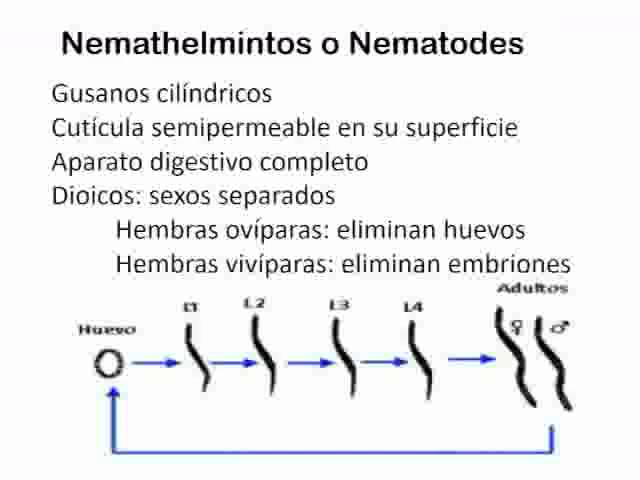 Nemathelmintos o Nematodes
Gusanos cilíndricos
Cutícula semipermeable en su superficie
Aparato digestivo completo
Dioicos: sexos separados
Hembras ovíparas: eliminan huevos
Hembras vivíparas: eliminan embriones
Adultos
Huevo L1 L2 L3 L4 ♀ ♂